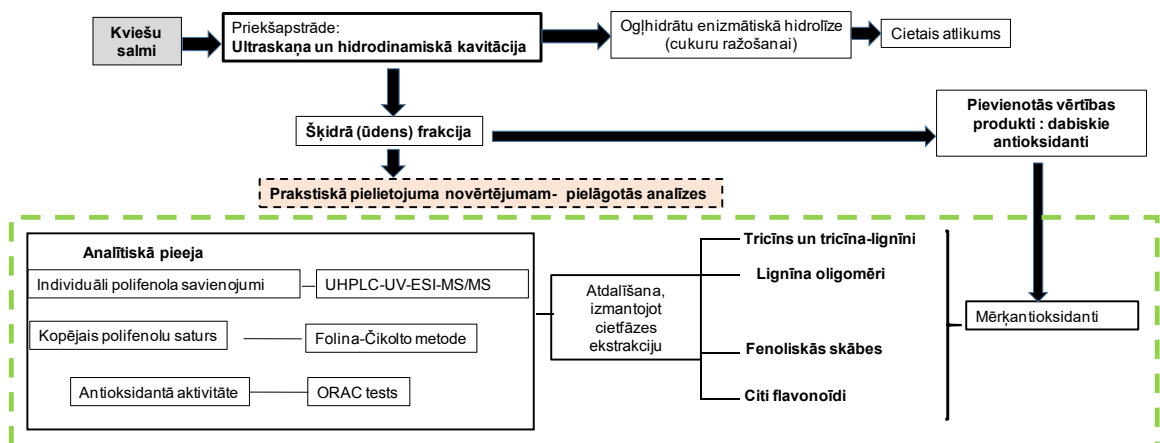 Kviešu
salmi
Priekšapstrāde:
Ultraskaņa un hidrodinamiskā kavitācija
Ogļhidrātu enizmātiskā hidrolīze
(cukuru ražošanai)
Cietais atlikums
Šķidrā (ūdens) frakcija
Pievienotās vērtības
produkti : dabiskie
antioksidanti
Prakstiskā pielietojuma novērtējumam- pielāgotās analīzes
Analītiskā pieeja
Individuāli polifenola savienojumi
UHPLC-UV-ESI-MS/MS
Kopējais polifenolu saturs
Folina-Čikolto metode
Antioksidantā aktivitāte
ORAC tests
Atdalīšana,
izmantojot
cietfāzes
ekstrakciju
Tricīns un tricīna-lignīni
Lignīna oligomēri
Fenoliskās skābes
Citi flavonoīdi
Mērķantioksidanti